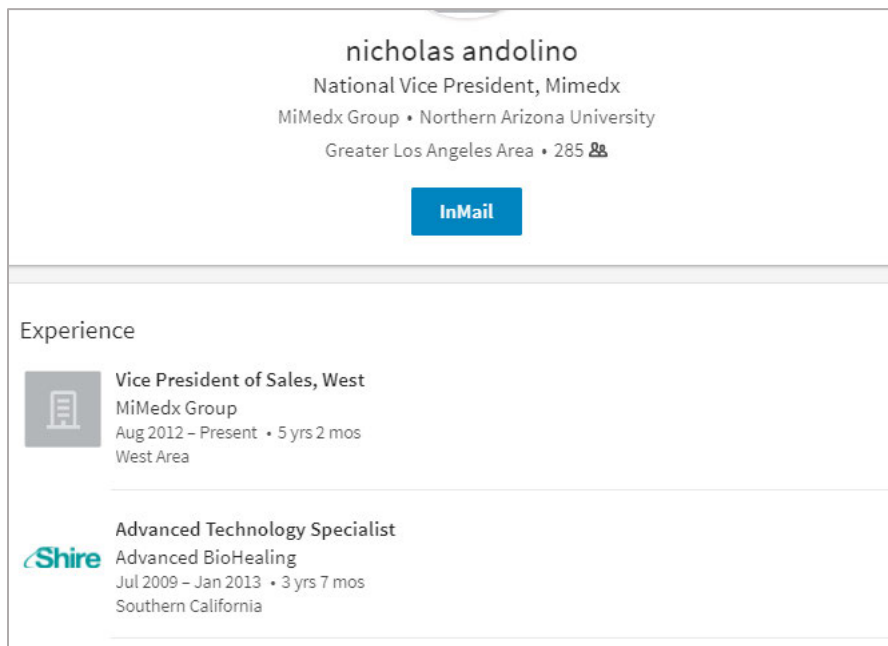 nicholas andolino
National Vice President, Mimedx
MiMedx Group • Northern Arizona University
Greater Los Angeles Area • 285
InMail
Experience
Vice President of Sales, West
MiMedx Group
Aug 2012 – Present • 5 yrs 2 mos
West Area
Advanced Technology Specialist
Shire
Advanced BioHealing
Jul 2009 – Jan 2013 • 3 yrs 7 mos
Southern California